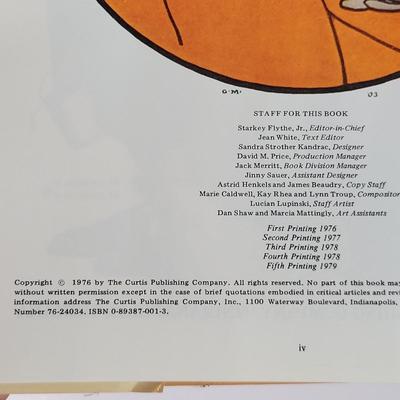 G·M·
03
STAFF FOR THIS BOOK
Starkey Flythe, Jr., Editor-in-Chief
Jean White, Text Editor
Sandra Strother Kandrac, Designer
David M. Price, Production Manager
Jack Merritt, Book Division Manager
Jinny Sauer, Assistant Designer
Astrid Henkels and James Beaudry, Copy Staff
Marie Caldwell, Kay Rhea and Lynn Troup, Compositor
Lucian Lupinski, Staff Artist
Dan Shaw and Marcia Mattingly, Art Assistants
First Printing 1976
Second Printing 1977
Third Printing 1978
Fourth Printing 1978
Fifth Printing 1979
Copyright © 1976 by The Curtis Publishing Company. All rights reserved. No part of this book may
without written permission except in the case of brief quotations embodied in critical articles and revi
information address The Curtis Publishing Company, Inc., 1100 Waterway Boulevard, Indianapolis,
Number 76-24034. ISBN 0-89387-001-3.
iv